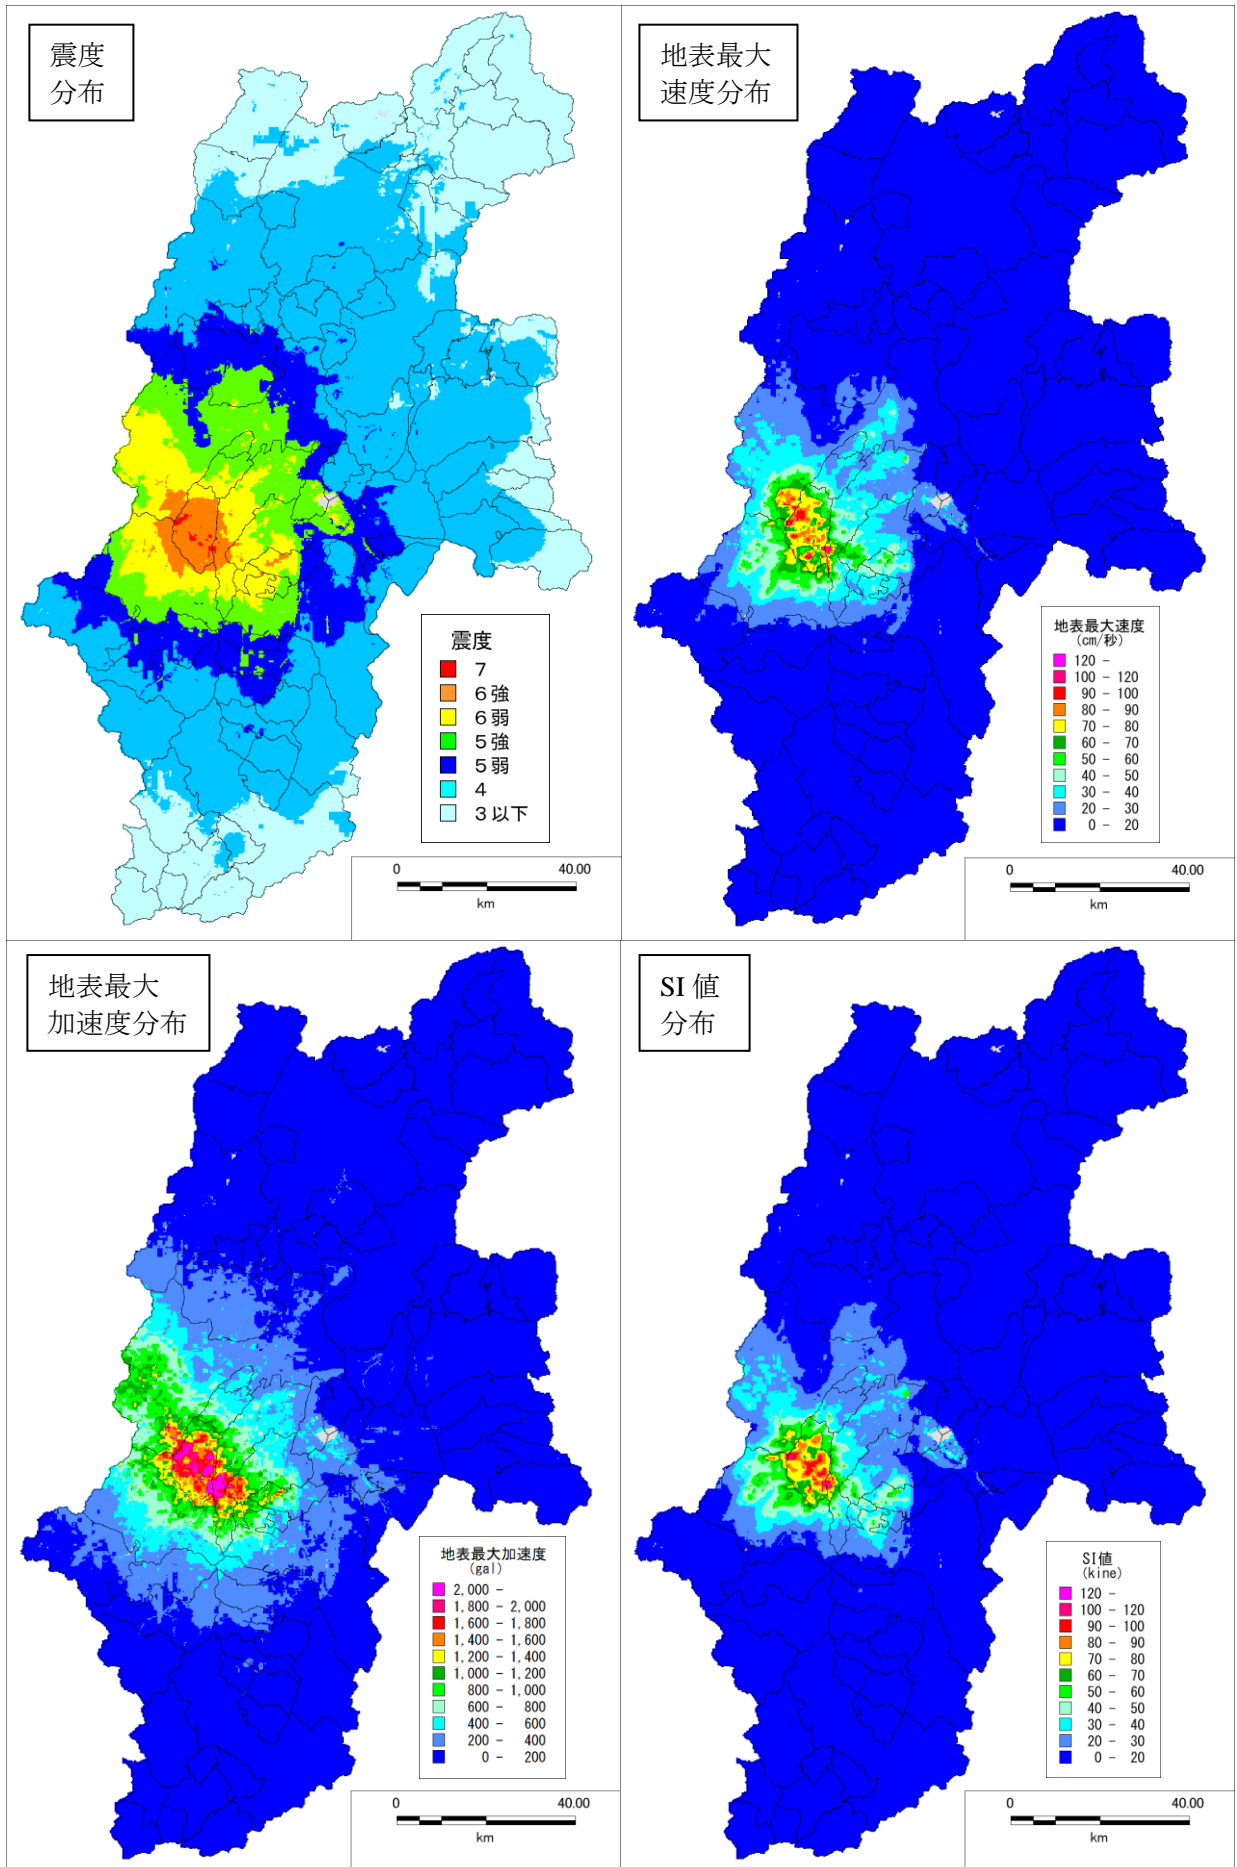 震度
分布
震度
7
6強
6弱
5強
5弱
4
3以下
0 40.00
km
地表最大
速度分布
地表最大速度
(cm/秒)
120 -
100 - 120
90 - 100
80 - 90
70 - 80
60 - 70
50 - 60
40 - 50
30 - 40
20 - 30
0 - 20
0 40.00
km
地表最大
加速度分布
地表最大加速度
(gal)
2,000 -
1,800 - 2,000
1,600 - 1,800
1,400 - 1,600
1,200 - 1,400
1,000 - 1,200
800 - 1,000
600 - 800
400 - 600
200 - 400
0 - 200
0 40.00
km
SI 値
分布
SI値
(kine)
120 -
100 - 120
90 - 100
80 - 90
70 - 80
60 - 70
50 - 60
40 - 50
30 - 40
20 - 30
0 - 20
0 40.00
km